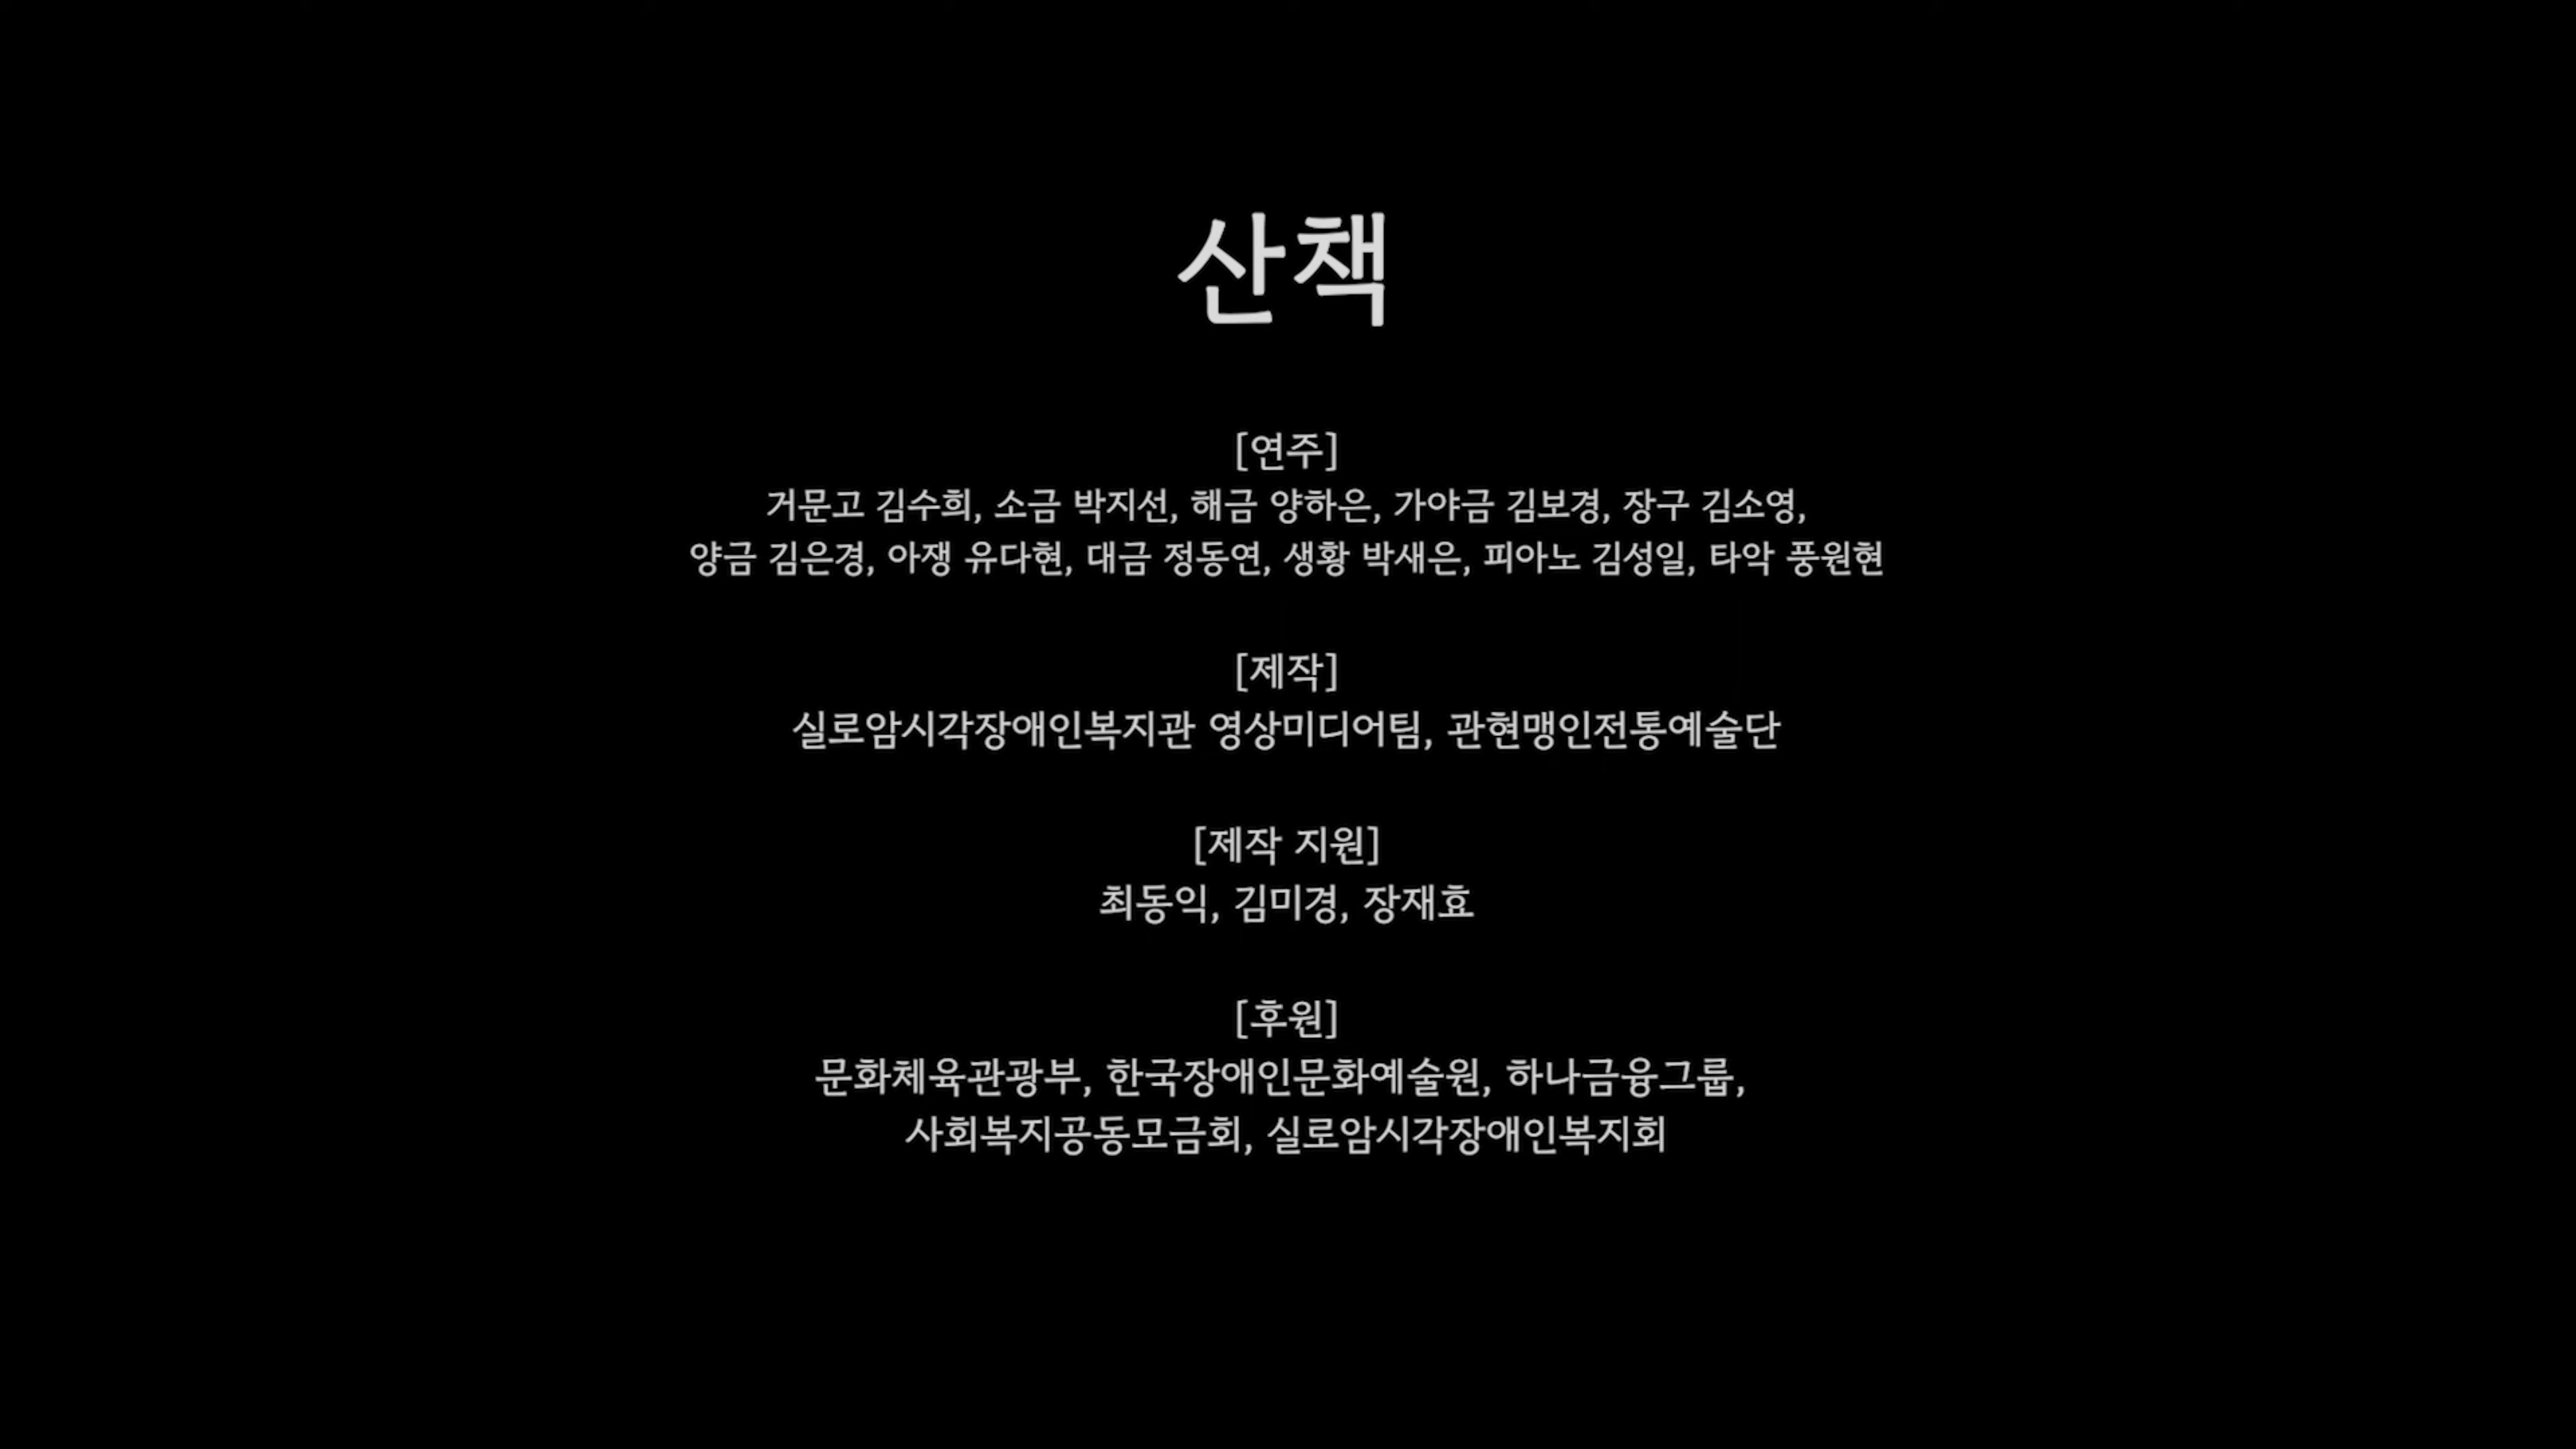 산책
[연주]
거문고 김수희, 소금 박지선, 해금 양하은, 가야금 김보경, 장구 김소영,
양금 김은경, 아쟁 유다현, 대금 정동연, 생황 박새은, 피아노 김성일, 타악 풍원현
[제작]
실로암시각장애인복지관 영상미디어팀, 관현맹인전통예술단
[제작 지원]
최동익, 김미경, 장재효
[후원]
문화체육관광부, 한국장애인문화예술원, 하나금융그룹,
사회복지공동모금회, 실로암시각장애인복지회